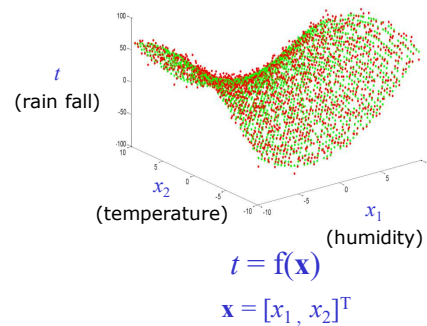 100
50
t
0
(rain fall)
-50
-100
10
5
0
-5
-10
-10
-5
0
5
x2
(temperature)
x1
(humidity)
t = f(x)
x = [x1 , x2]T